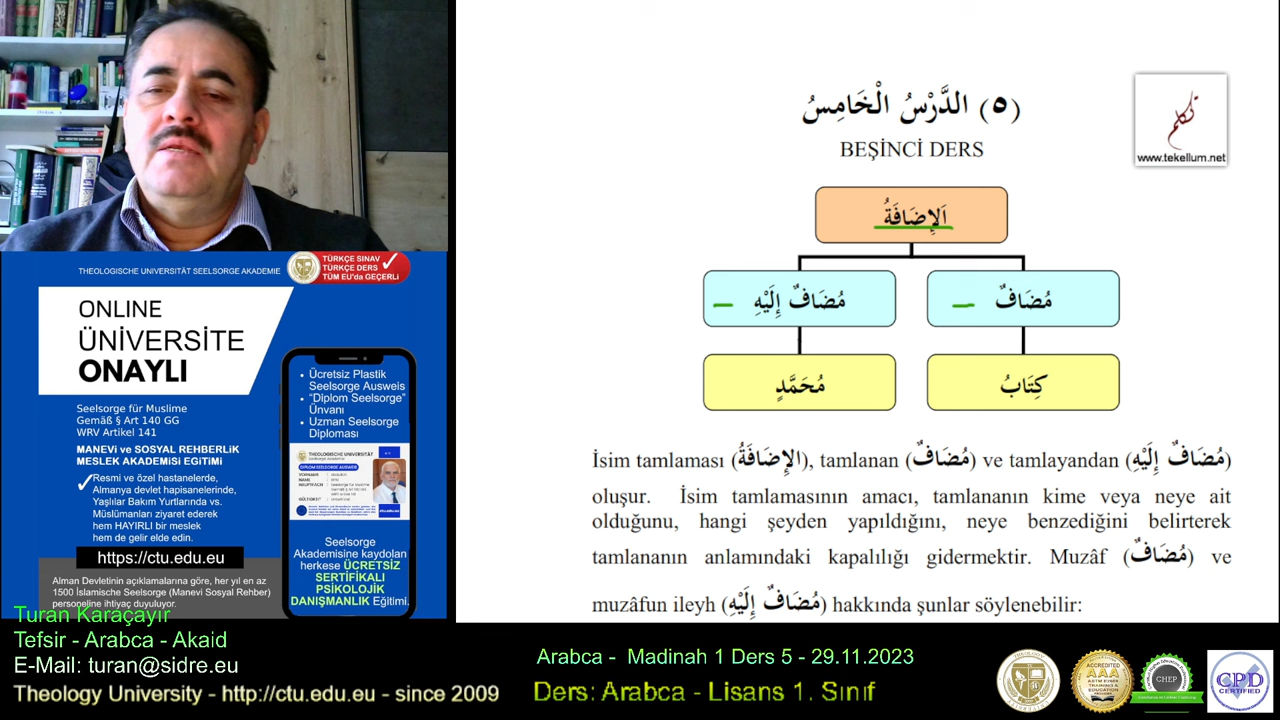 (٥) الدَّرْسُ الْخَامِسُ
BEŞİNCİ DERS
تكلم
www.tekellum.net
اَلإِضَافَةُ
مُضَافٌ إِلَيْهِ
مُضَافٌ
مُحَمَّدٍ
كِتَابُ
İsim tamlaması (الإِضَافَةُ), tamlanan (مُضَافٌ) ve tamlayandan (مُضَافٌ إِلَيْهِ)
oluşur. İsim tamlamasının amacı, tamlananın kime veya neye ait
olduğunu, hangi şeyden yapıldığını, neye benzediğini belirterek
tamlananın anlamındaki kapalılığı gidermektir. Muzâf (مُضَافٌ) ve
muzâfun ileyh (مُضَافٌ إِلَيْهِ) hakkında şunlar söylenebilir:
THEOLOGISCHE UNIVERSITÄT SEELSORGE AKADEMIE
TÜRKÇE SINAV
TÜRKÇE DERS
TÜM EU'da GEÇERLi
ONLINE
ÜNİVERSİTE
ONAYLI
Seelsorge für Muslime
Gemäß § Art 140 GG
WRV Artikel 141
MANEVi ve SOSYAL REHBERLiK
MESLEK AKADEMiSi EGITiMi
Resmi ve özel hastanelerde,
Almanya devlet hapisanelerinde,
Yaşlılar Bakım Yurtlarında vs.
Müslümanları ziyaret ederek
hem HAYIRLI bir meslek
hem de gelir elde edin.
https://ctu.edu.eu
Alman Devletinin açıklamalarına göre, her yıl en az
1500 İslamische Seelsorge (Manevi Sosyal Rehber)
personeline ihtiyaç duyuluyor.
• Ücretsiz Plastik
Seelsorge Ausweis
• "Diplom Seelsorge"
Ünvanı
• Uzman Seelsorge
Diploması
THEOLOGISCHE UNIVERSITÄT
DIPLOM SEELSORGE AUSWEIS
Seelsorge
Akademisine kaydolan
herkese ÜCRETSİZ
SERTİFİKALI
PSİKOLOJİK
DANIŞMANLIK Eğitimi.
Turan Karaçayır
Tefsir - Arabca - Akaid
E-Mail: turan@sidre.eu
Theology University - http://ctu.edu.eu - Since 2009
Arabca - Madinah 1 Ders 5 - 29.11.2023
Ders: Arabca - Lisans 1. Sınıf
ACCREDITED
AAA
CHEP
CPD
CERTIFIED